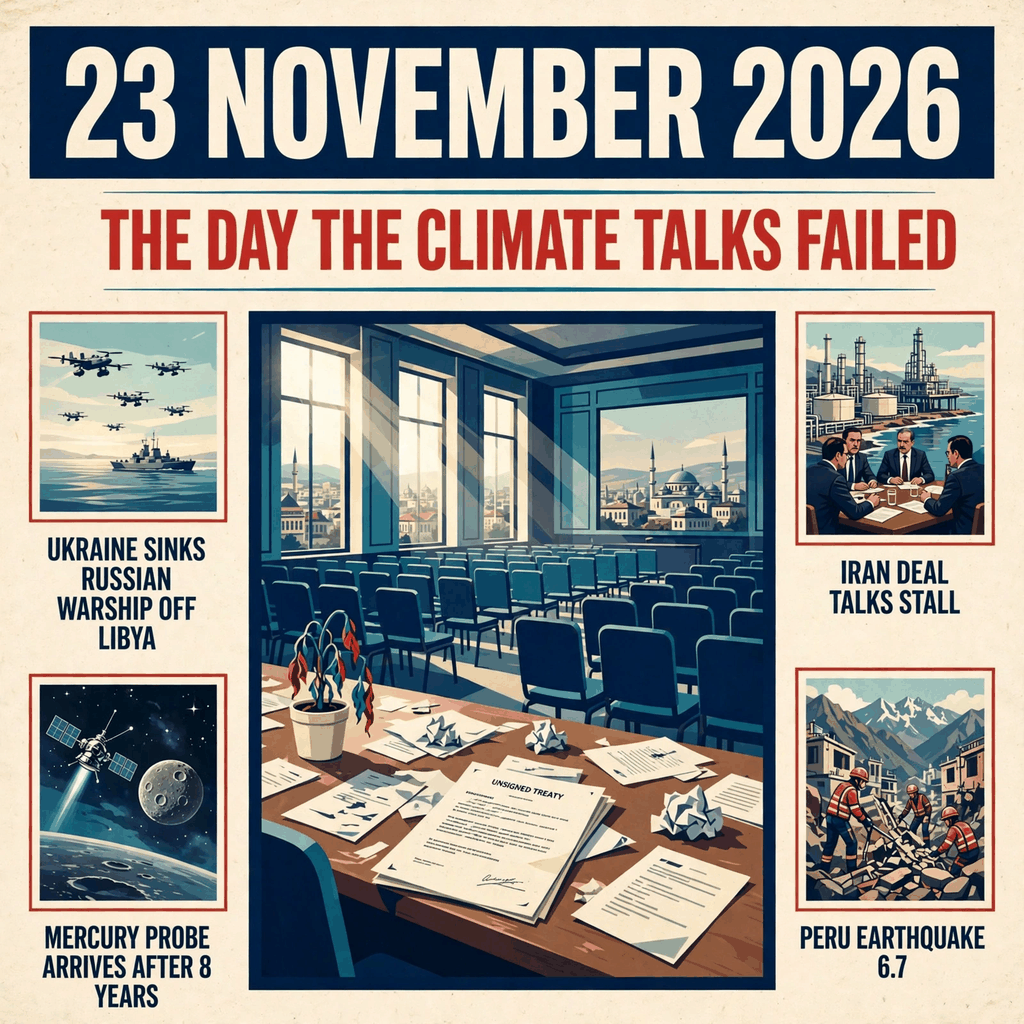 23 NOVEMBER 2026
THE DAY THE CLIMATE TALKS FAILED
UKRAINE SINKS
RUSSIAN
WARSHIP OFF
LIBYA
IRAN DEAL
TALKS STALL
UNSIGNED TREATY
MERCURY PROBE
ARRIVES AFTER 8
YEARS
PERU EARTHQUAKE
6.7